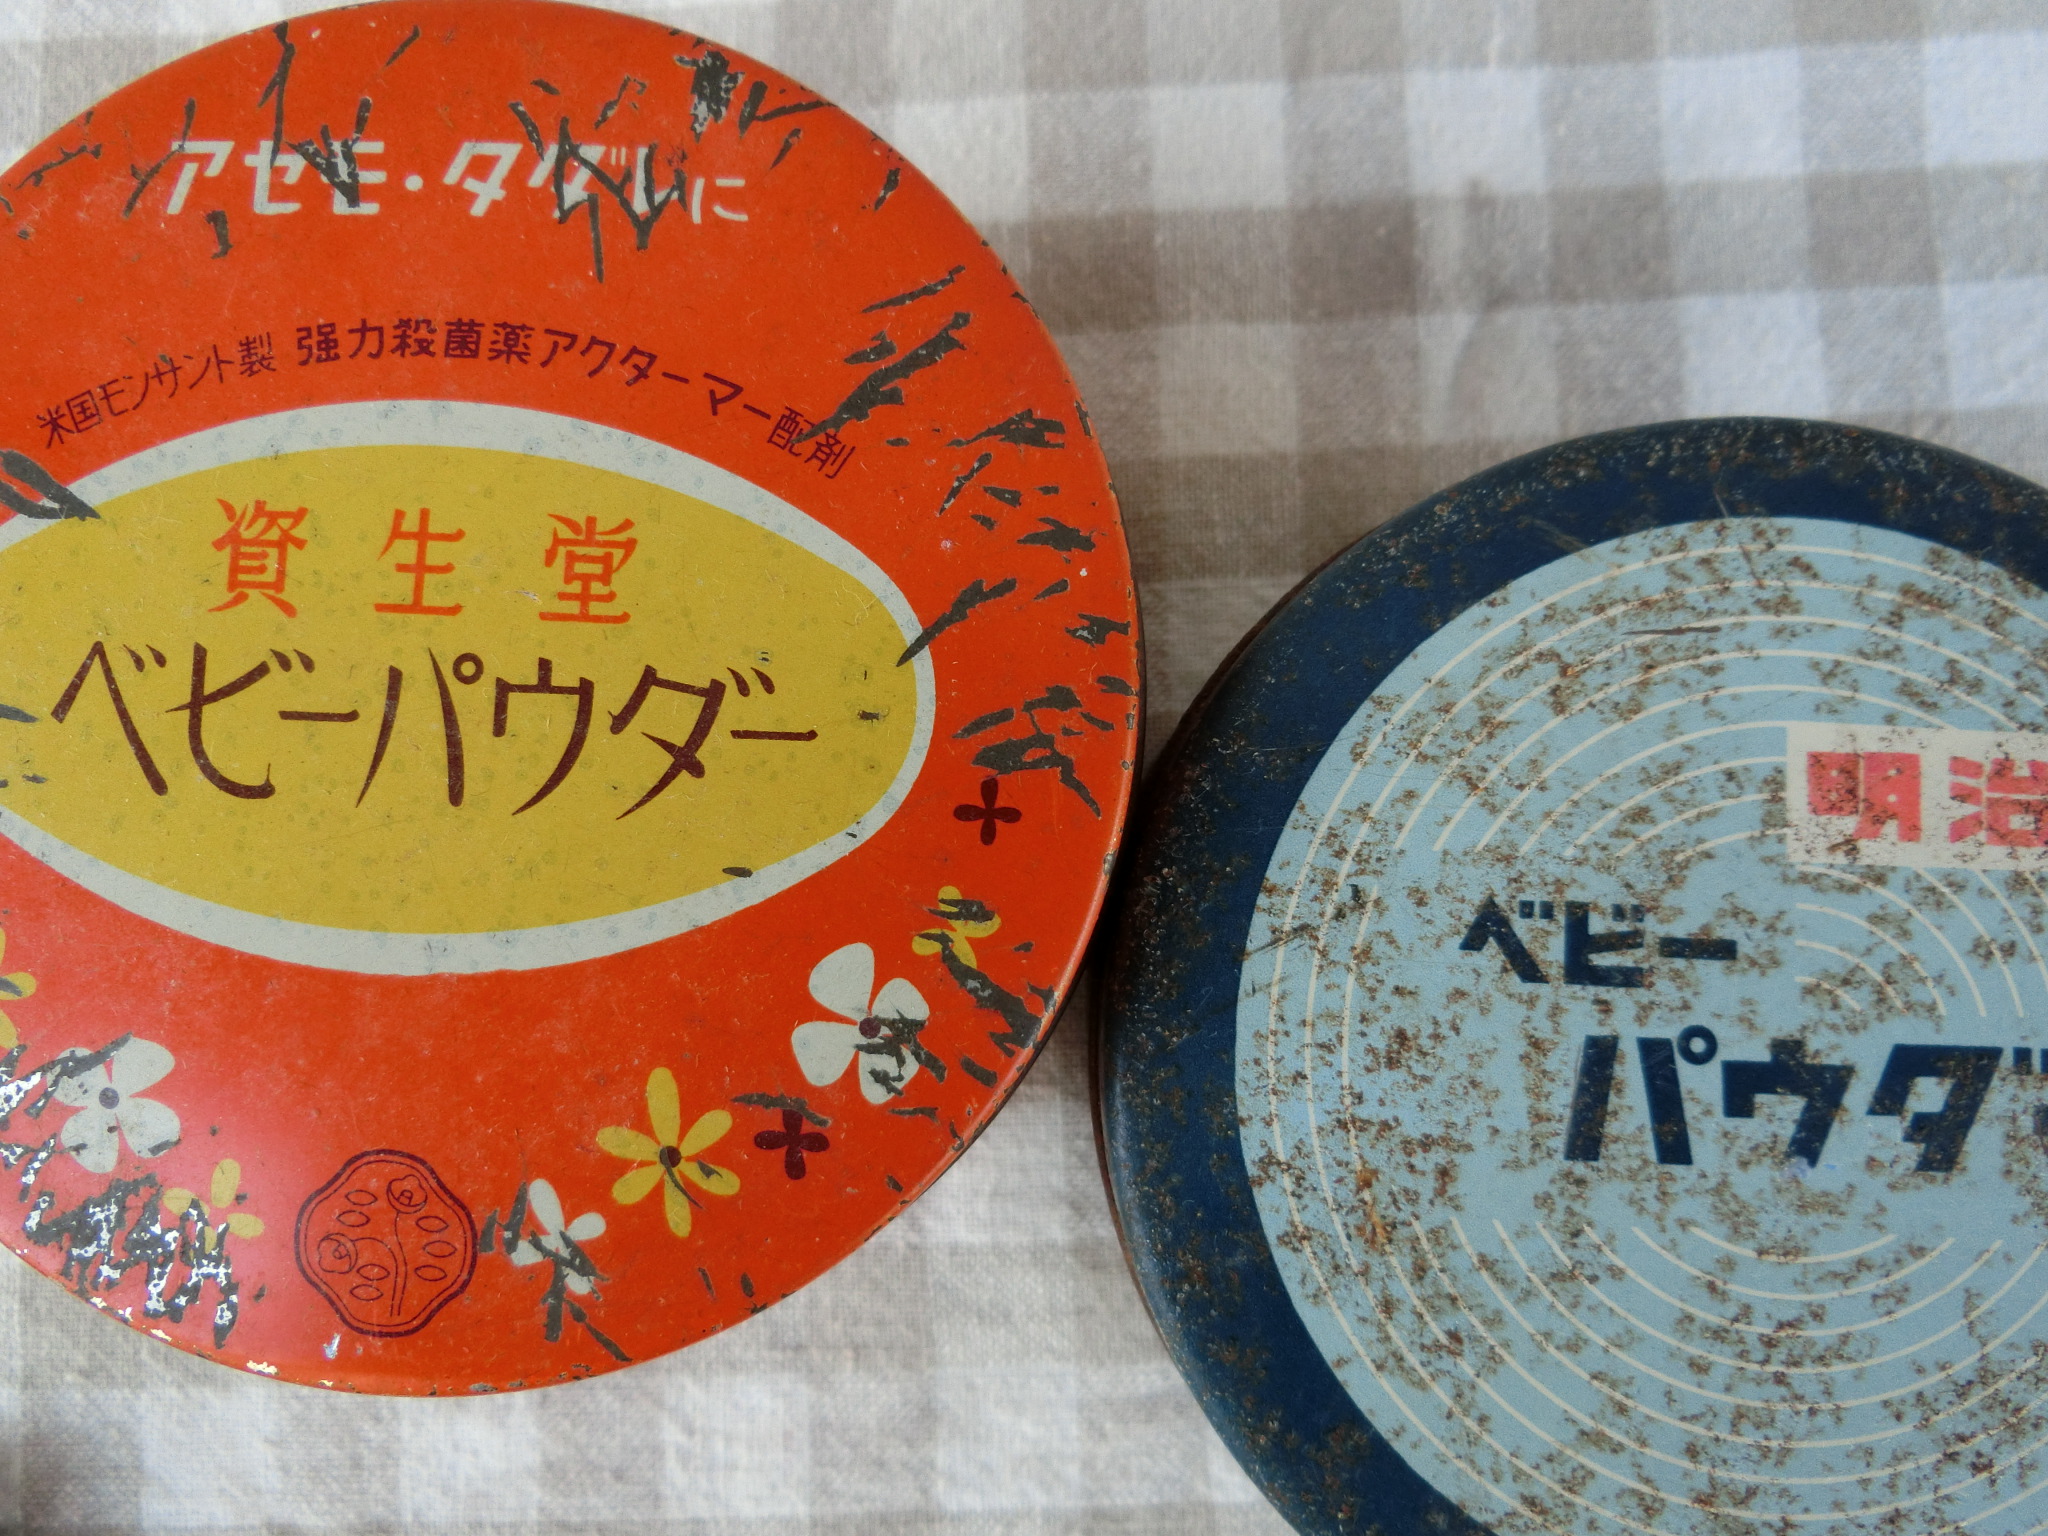 アセモ・タダレに
米国モンサント製 強力殺菌薬アクターマー配剤
資生堂
ベビーパウダー
明治
ベビー
パウダ